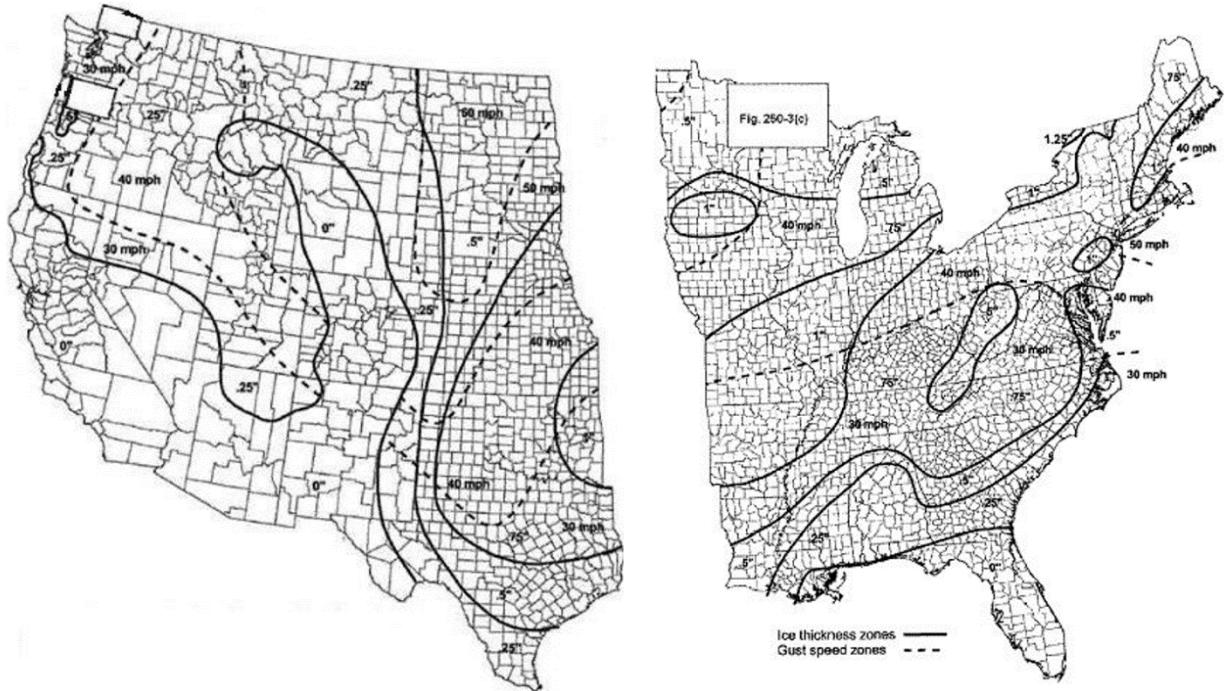 30 mph
.25"
.25"
50 mph
.25"
40 mph
0"
50 mph
30 mph
.5"
.25"
0"
40 mph
.25"
0"
40 mph
30 mph
.75"
.5"
.25"
.75"
Fig. 250-3(c)
.5"
1.25"
40 mph
.5"
1"
1"
40 mph
.75"
50 mph
40 mph
40 mph
1"
.5"
.5"
30 mph
30 mph
.75"
.75"
30 mph
.5"
.25"
.25"
.5"
0"
Ice thickness zones
Gust speed zones